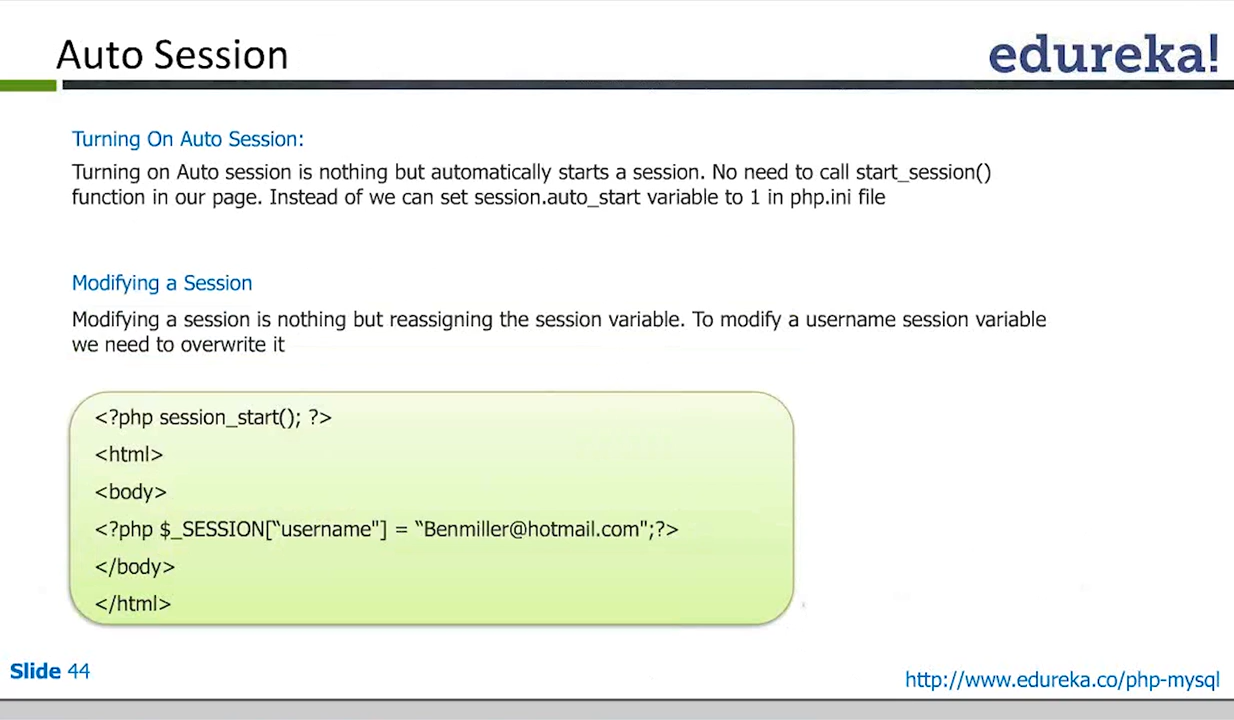 Auto Session
edureka!
Turning On Auto Session:
Turning on Auto session is nothing but automatically starts a session. No need to call start_session()
function in our page. Instead of we can set session.auto_start variable to 1 in php.ini file
Modifying a Session
Modifying a session is nothing but reassigning the session variable. To modify a username session variable
we need to overwrite it
<?php session_start(); ?>
<html>
<body>
<?php $_SESSION[“username"] = “Benmiller@hotmail.com";?>
</body>
</html>
Slide 44
http://www.edureka.co/php-mysql